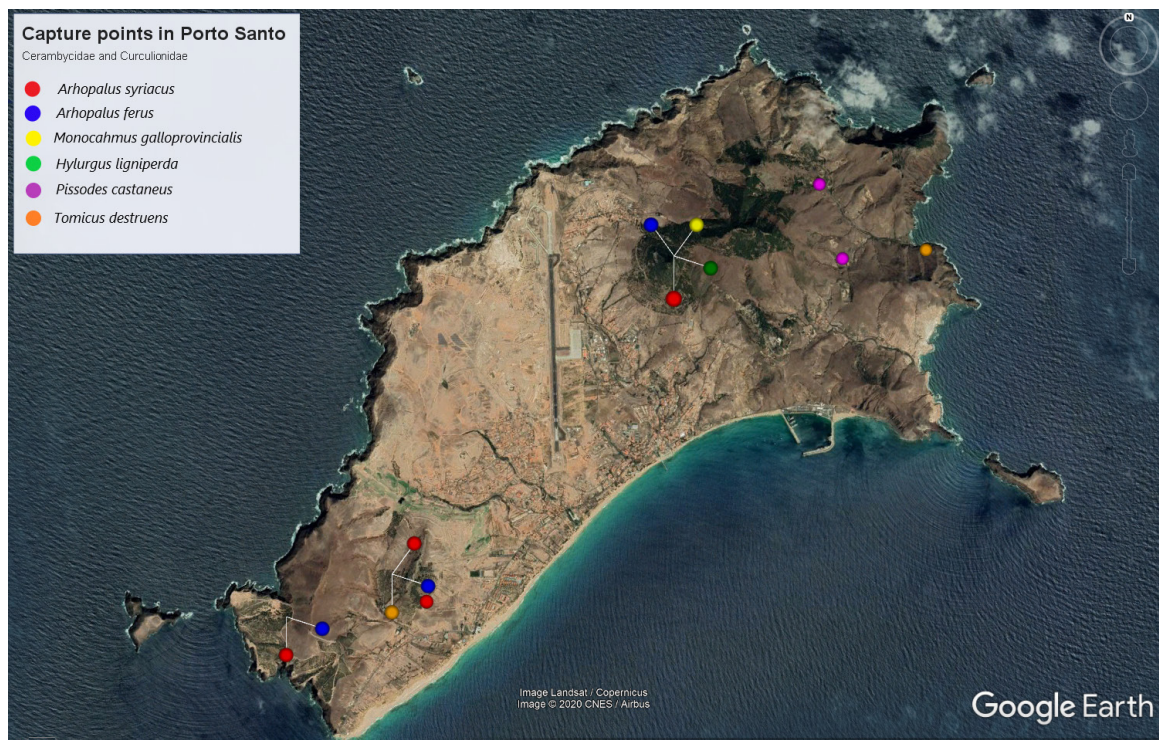 Capture points in Porto Santo
Cerambycidae and Curculionidae
Arhopalus syriacus
Arhopalus ferus
Monocahmus galloprovincialis
Hylurgus ligniperda
Pissodes castaneus
Tomicus destruens
N
Image Landsat / Copernicus
Image © 2020 CNES / Airbus
Google Earth